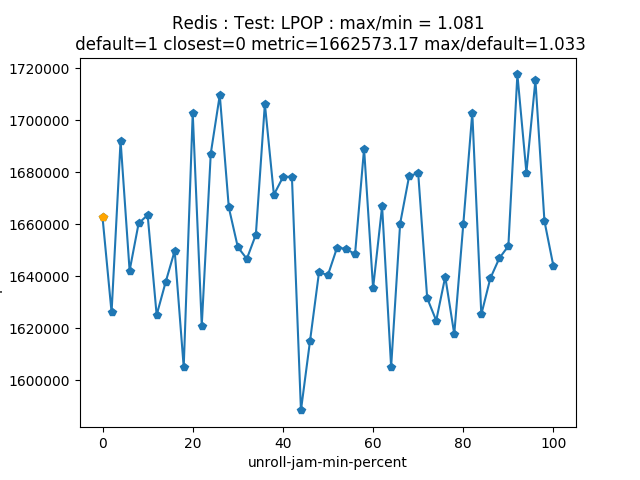 Redis : Test: LPOP : max/min = 1.081
default=1 closest=0 metric=1662573.17 max/default=1.033
1720000
1700000
1680000
1660000
1640000
1620000
1600000
0 20 40 60 80 100
unroll-jam-min-percent